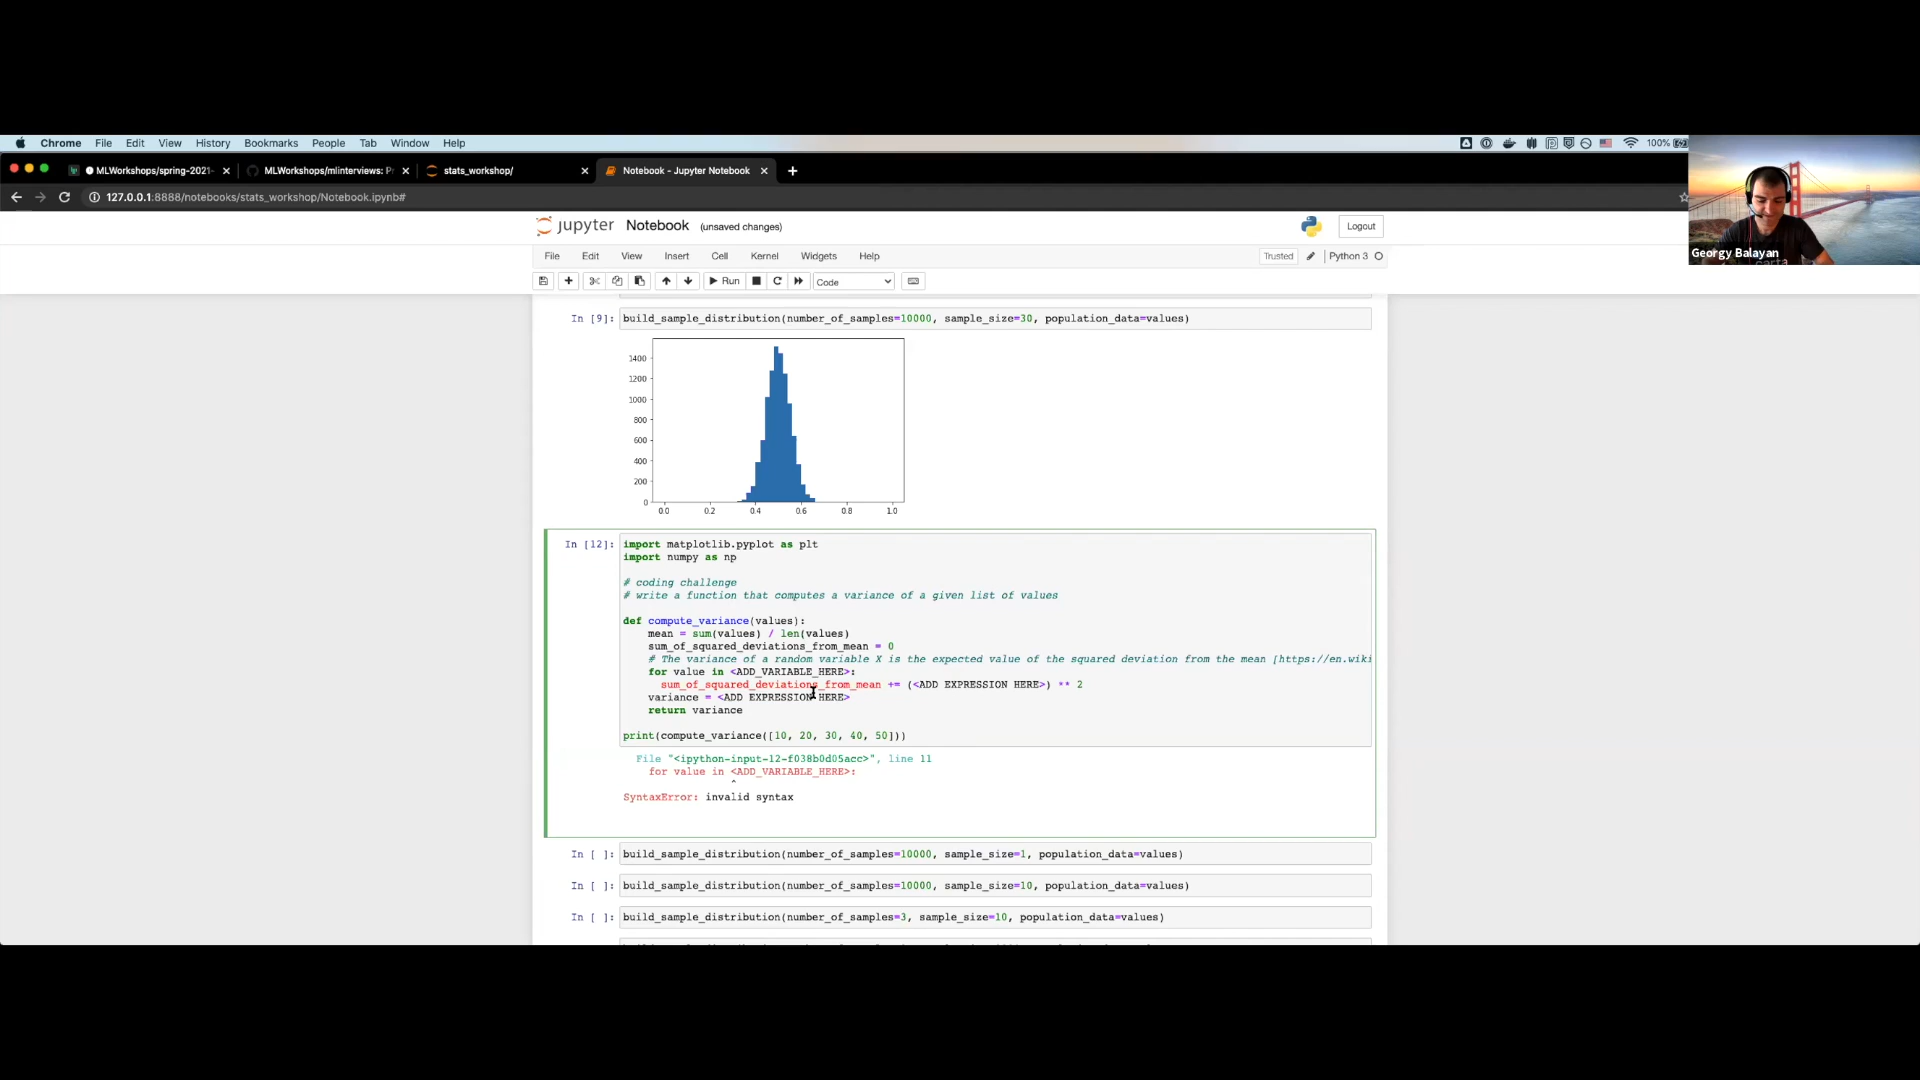 Chrome File Edit View History Bookmarks People Tab Window Help 100%
MLWorkshops/spring-2021- MLWorkshops/mlinterviews: Pr stats_workshop/ Notebook - Jupyter Notebook
127.0.0.1:8888/notebooks/stats_workshop/Notebook.ipynb#
jupyter Notebook (unsaved changes) Logout
Georgy Balayan
File Edit View Insert Cell Kernel Widgets Help Trusted Python 3
Run Code
In [9]: build_sample_distribution(number_of_samples=10000, sample_size=30, population_data=values)
1400
1200
1000
800
600
400
200
0
0.0 0.2 0.4 0.6 0.8 1.0
In [12]: import matplotlib.pyplot as plt
import numpy as np
# coding challenge
# write a function that computes a variance of a given list of values
def compute_variance(values):
mean = sum(values) / len(values)
sum_of_squared_deviations_from_mean = 0
# The variance of a random variable X is the expected value of the squared deviation from the mean [https://en.wiki
for value in <ADD_VARIABLE_HERE>:
sum_of_squared_deviations_from_mean += (<ADD EXPRESSION HERE>) ** 2
variance = <ADD EXPRESSION HERE>
return variance
print(compute_variance([10, 20, 30, 40, 50]))
File "<ipython-input-12-f038b0d05acc>", line 11
for value in <ADD_VARIABLE_HERE>:
^
SyntaxError: invalid syntax
In [ ]: build_sample_distribution(number_of_samples=10000, sample_size=1, population_data=values)
In [ ]: build_sample_distribution(number_of_samples=10000, sample_size=10, population_data=values)
In [ ]: build_sample_distribution(number_of_samples=3, sample_size=10, population_data=values)